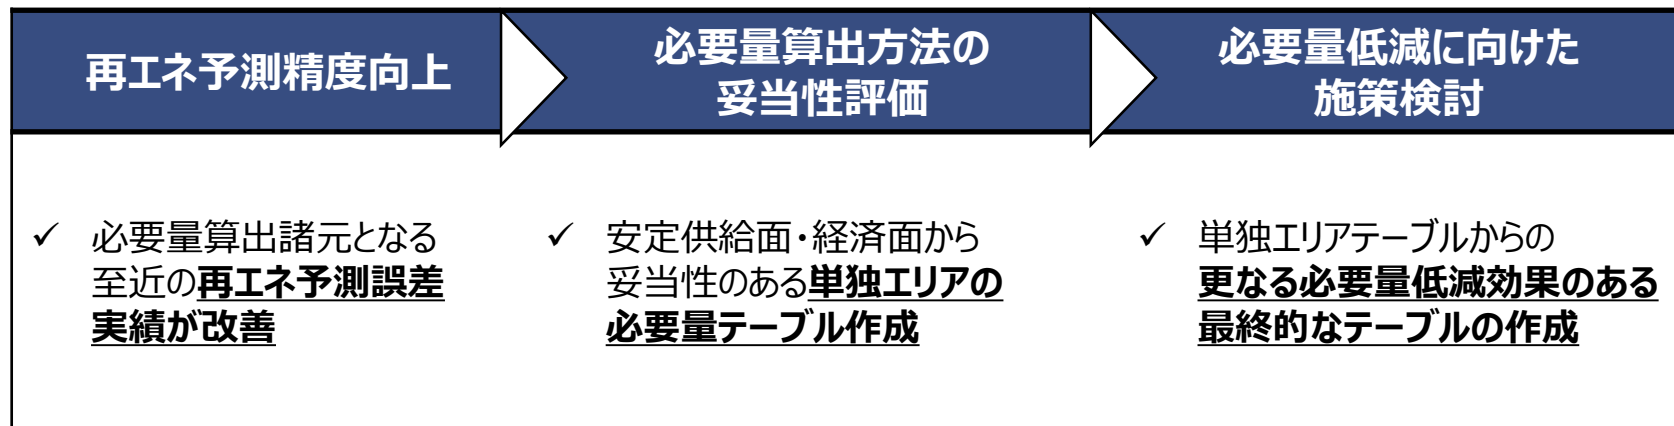 再エネ予測精度向上
必要量算出方法の
妥当性評価
必要量低減に向けた
施策検討
✓ 必要量算出諸元となる
至近の再エネ予測誤差
実績が改善
✓ 安定供給面・経済面から
妥当性のある単独エリアの
必要量テーブル作成
✓ 単独エリアテーブルからの
更なる必要量低減効果のある
最終的なテーブルの作成